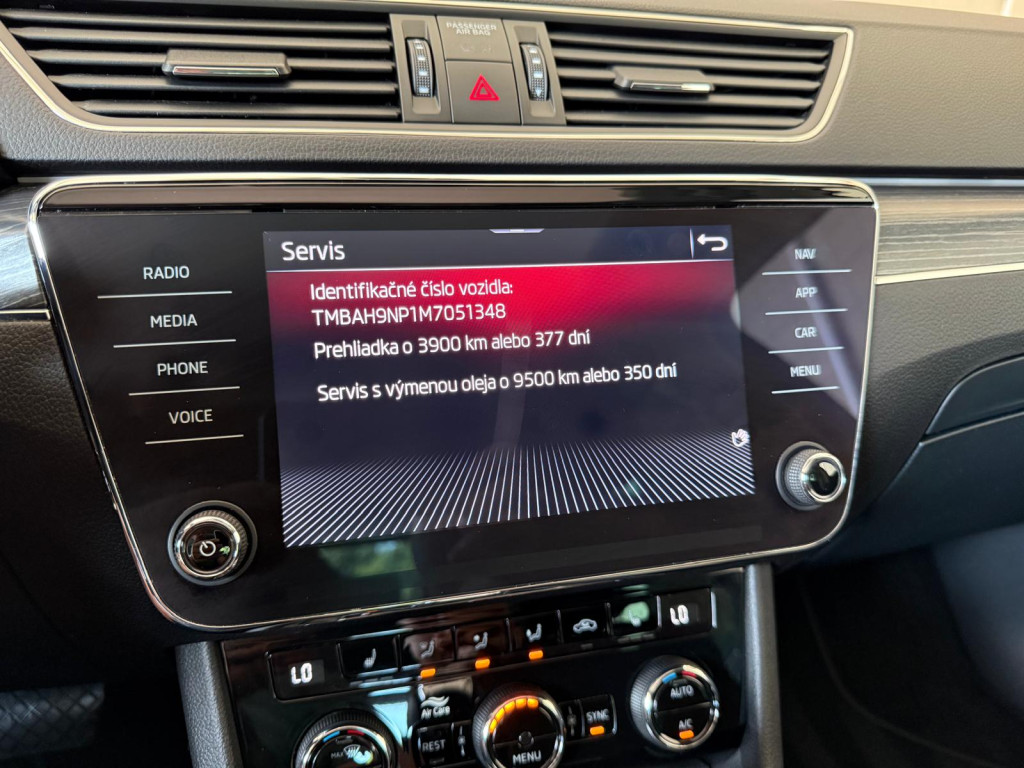 PASSENGER
AIR BAG
Servis
RADIO
MEDIA
PHONE
VOICE
Identifikačné číslo vozidla:
TMBAH9NP1M7051348
Prehliadka o 3900 km alebo 377 dní
Servis s výmenou oleja o 9500 km alebo 350 dní
NAV
APP
CAR
MENU
LO
LO
Air Care
REST
MAX
MENU
SYNC
AUTO
A/C